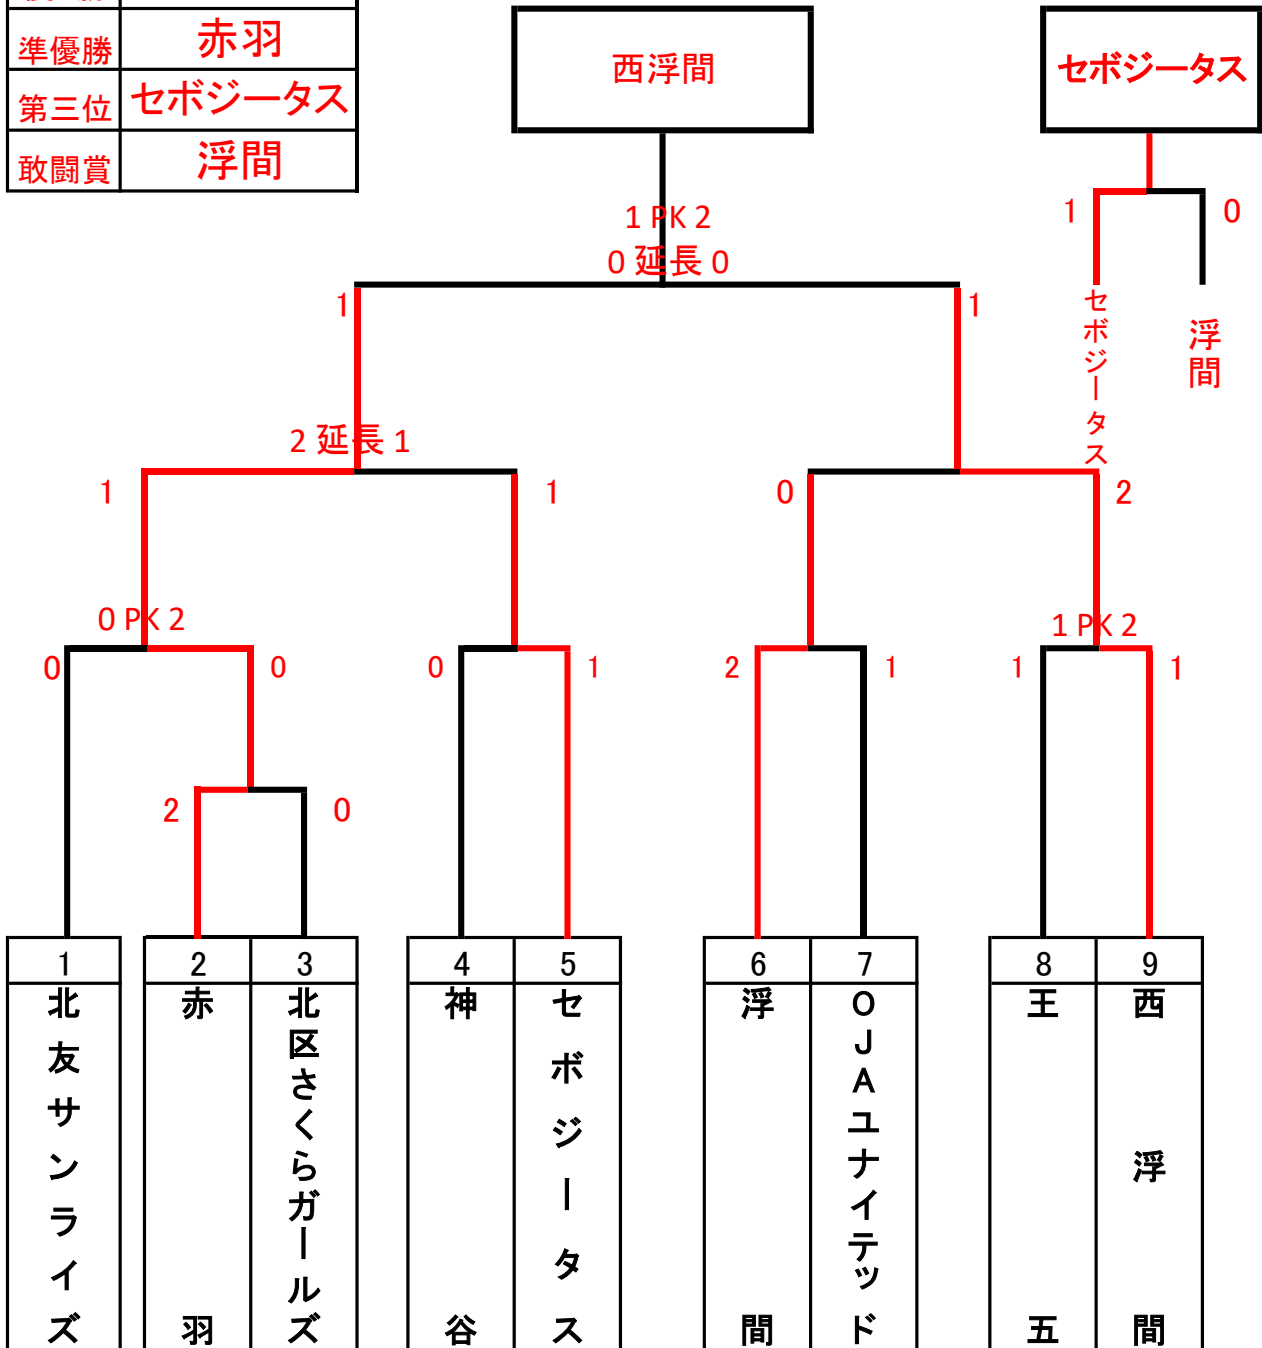 準優勝 赤羽
第三位 セボジータス
敢闘賞 浮間
西浮間
セボジータス
1 PK 2
0 延長 0
1 0
1 1
セボジータス
浮間
2 延長 1
1 1 0 2
0 PK 2
1 PK 2
0 0 0 1 2 1 1 1
2 0
1 2 3 4 5 6 7 8 9
北友サンライズ
赤羽
北区さくらガールズ
神谷
セボジータス
浮間
OJAユナイテッド
王五
西浮間